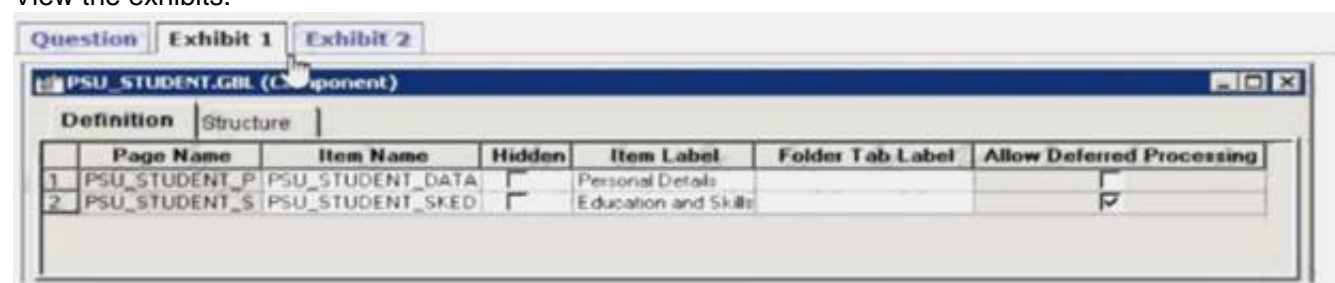 View the exhibits.
Question Exhibit 1 Exhibit 2
PSU_STUDENT.GBL (Component)
Definition Structure
Page Name Item Name Hidden Item Label Folder Tab Label Allow Deferred Processing
1 PSU_STUDENT_P PSU_STUDENT_DATA Personal Details
2 PSU_STUDENT_S PSU_STUDENT_SKED Education and Skills